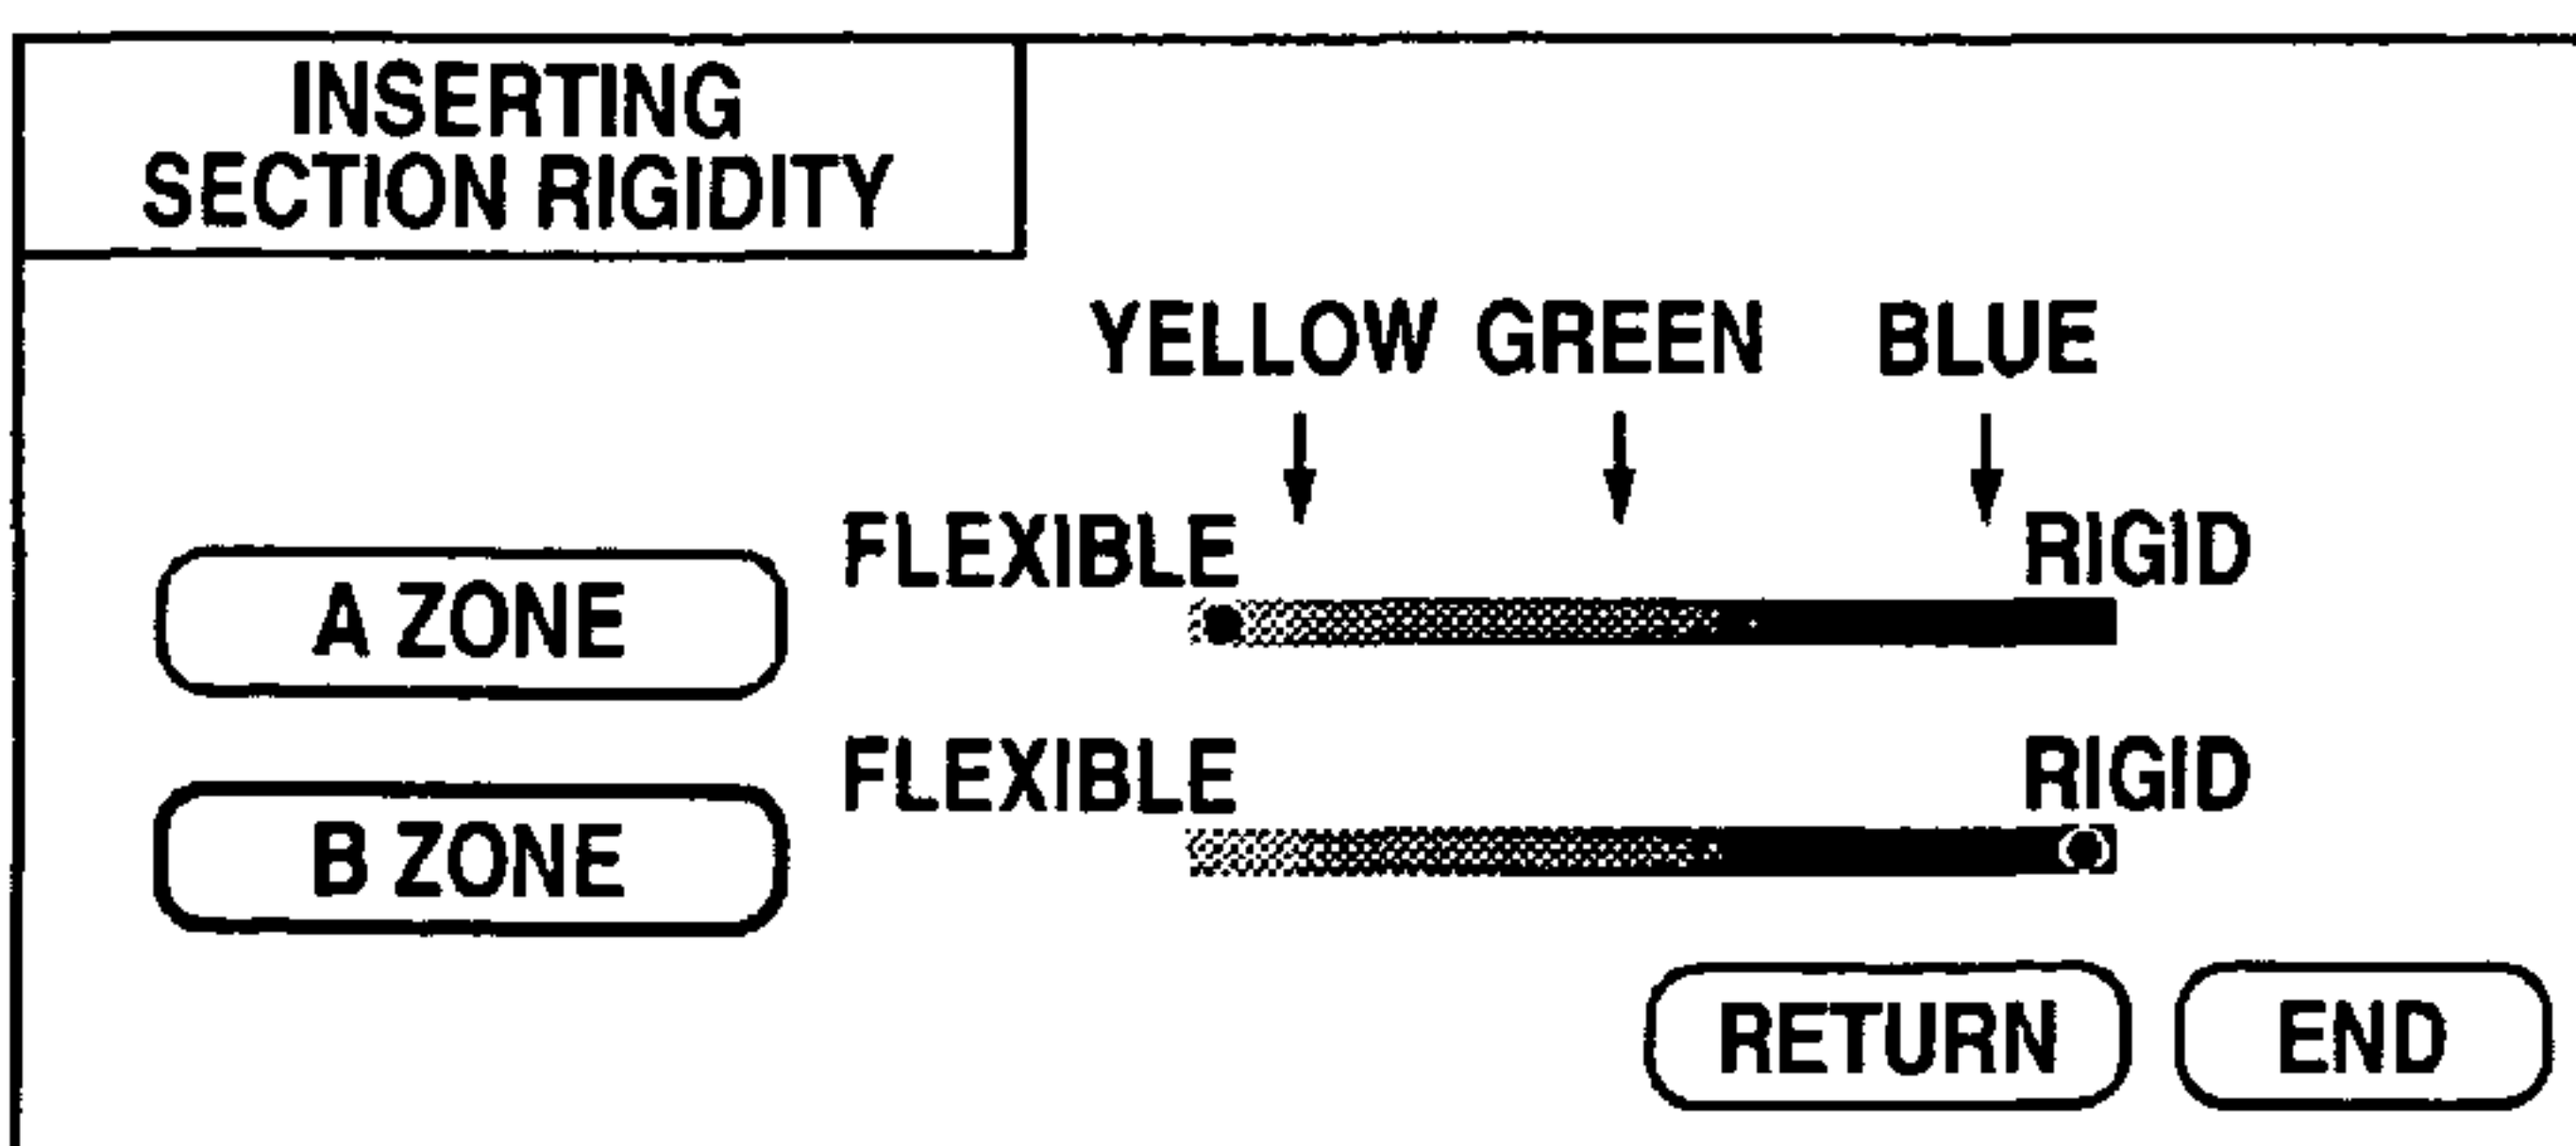 INSERTING
SECTION RIGIDITY
YELLOW GREEN BLUE
FLEXIBLE RIGID
A ZONE
FLEXIBLE RIGID
B ZONE
RETURN END